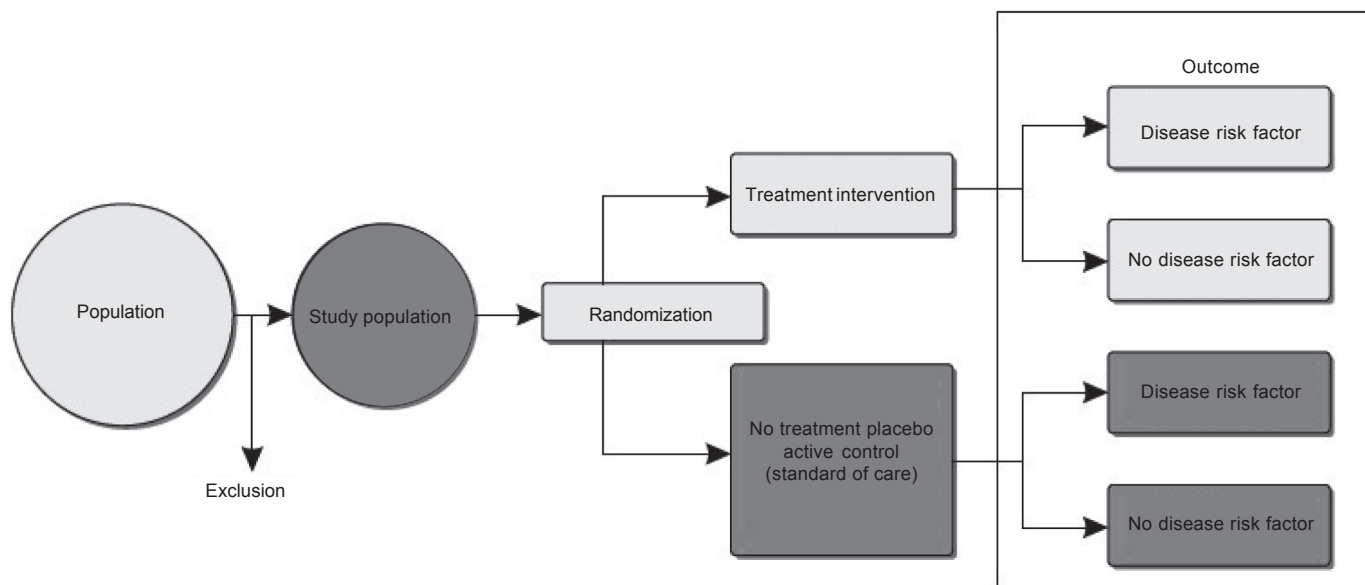 Population
Exclusion
Study population
Randomization
Treatment intervention
No treatment placebo
active control
(standard of care)
Outcome
Disease risk factor
No disease risk factor
Disease risk factor
No disease risk factor